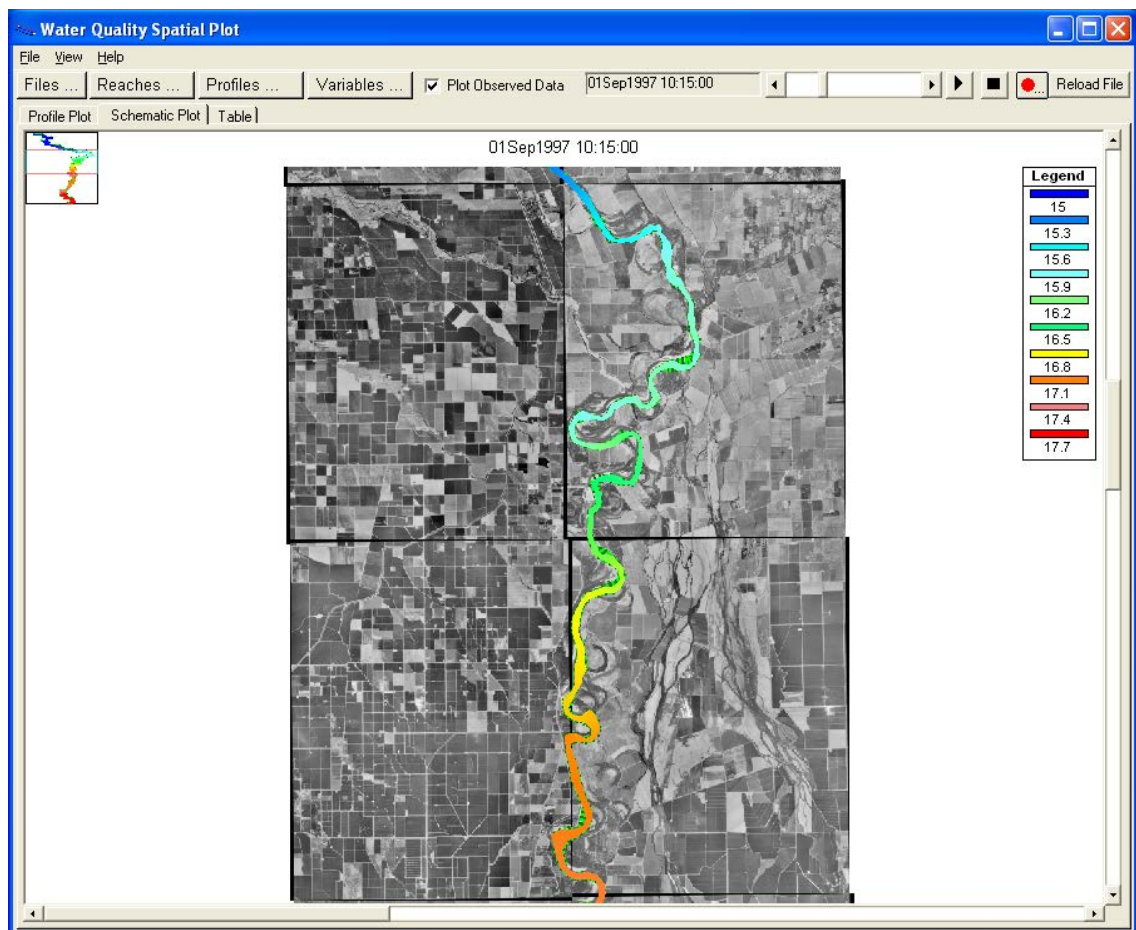 Water Quality Spatial Plot
File View Help
Files ... Reaches ... Profiles ... Variables ... Plot Observed Data 01Sep1997 10:15:00 Reload File
Profile Plot Schematic Plot Table
01Sep1997 10:15:00
Legend
15
15.3
15.6
15.9
16.2
16.5
16.8
17.1
17.4
17.7